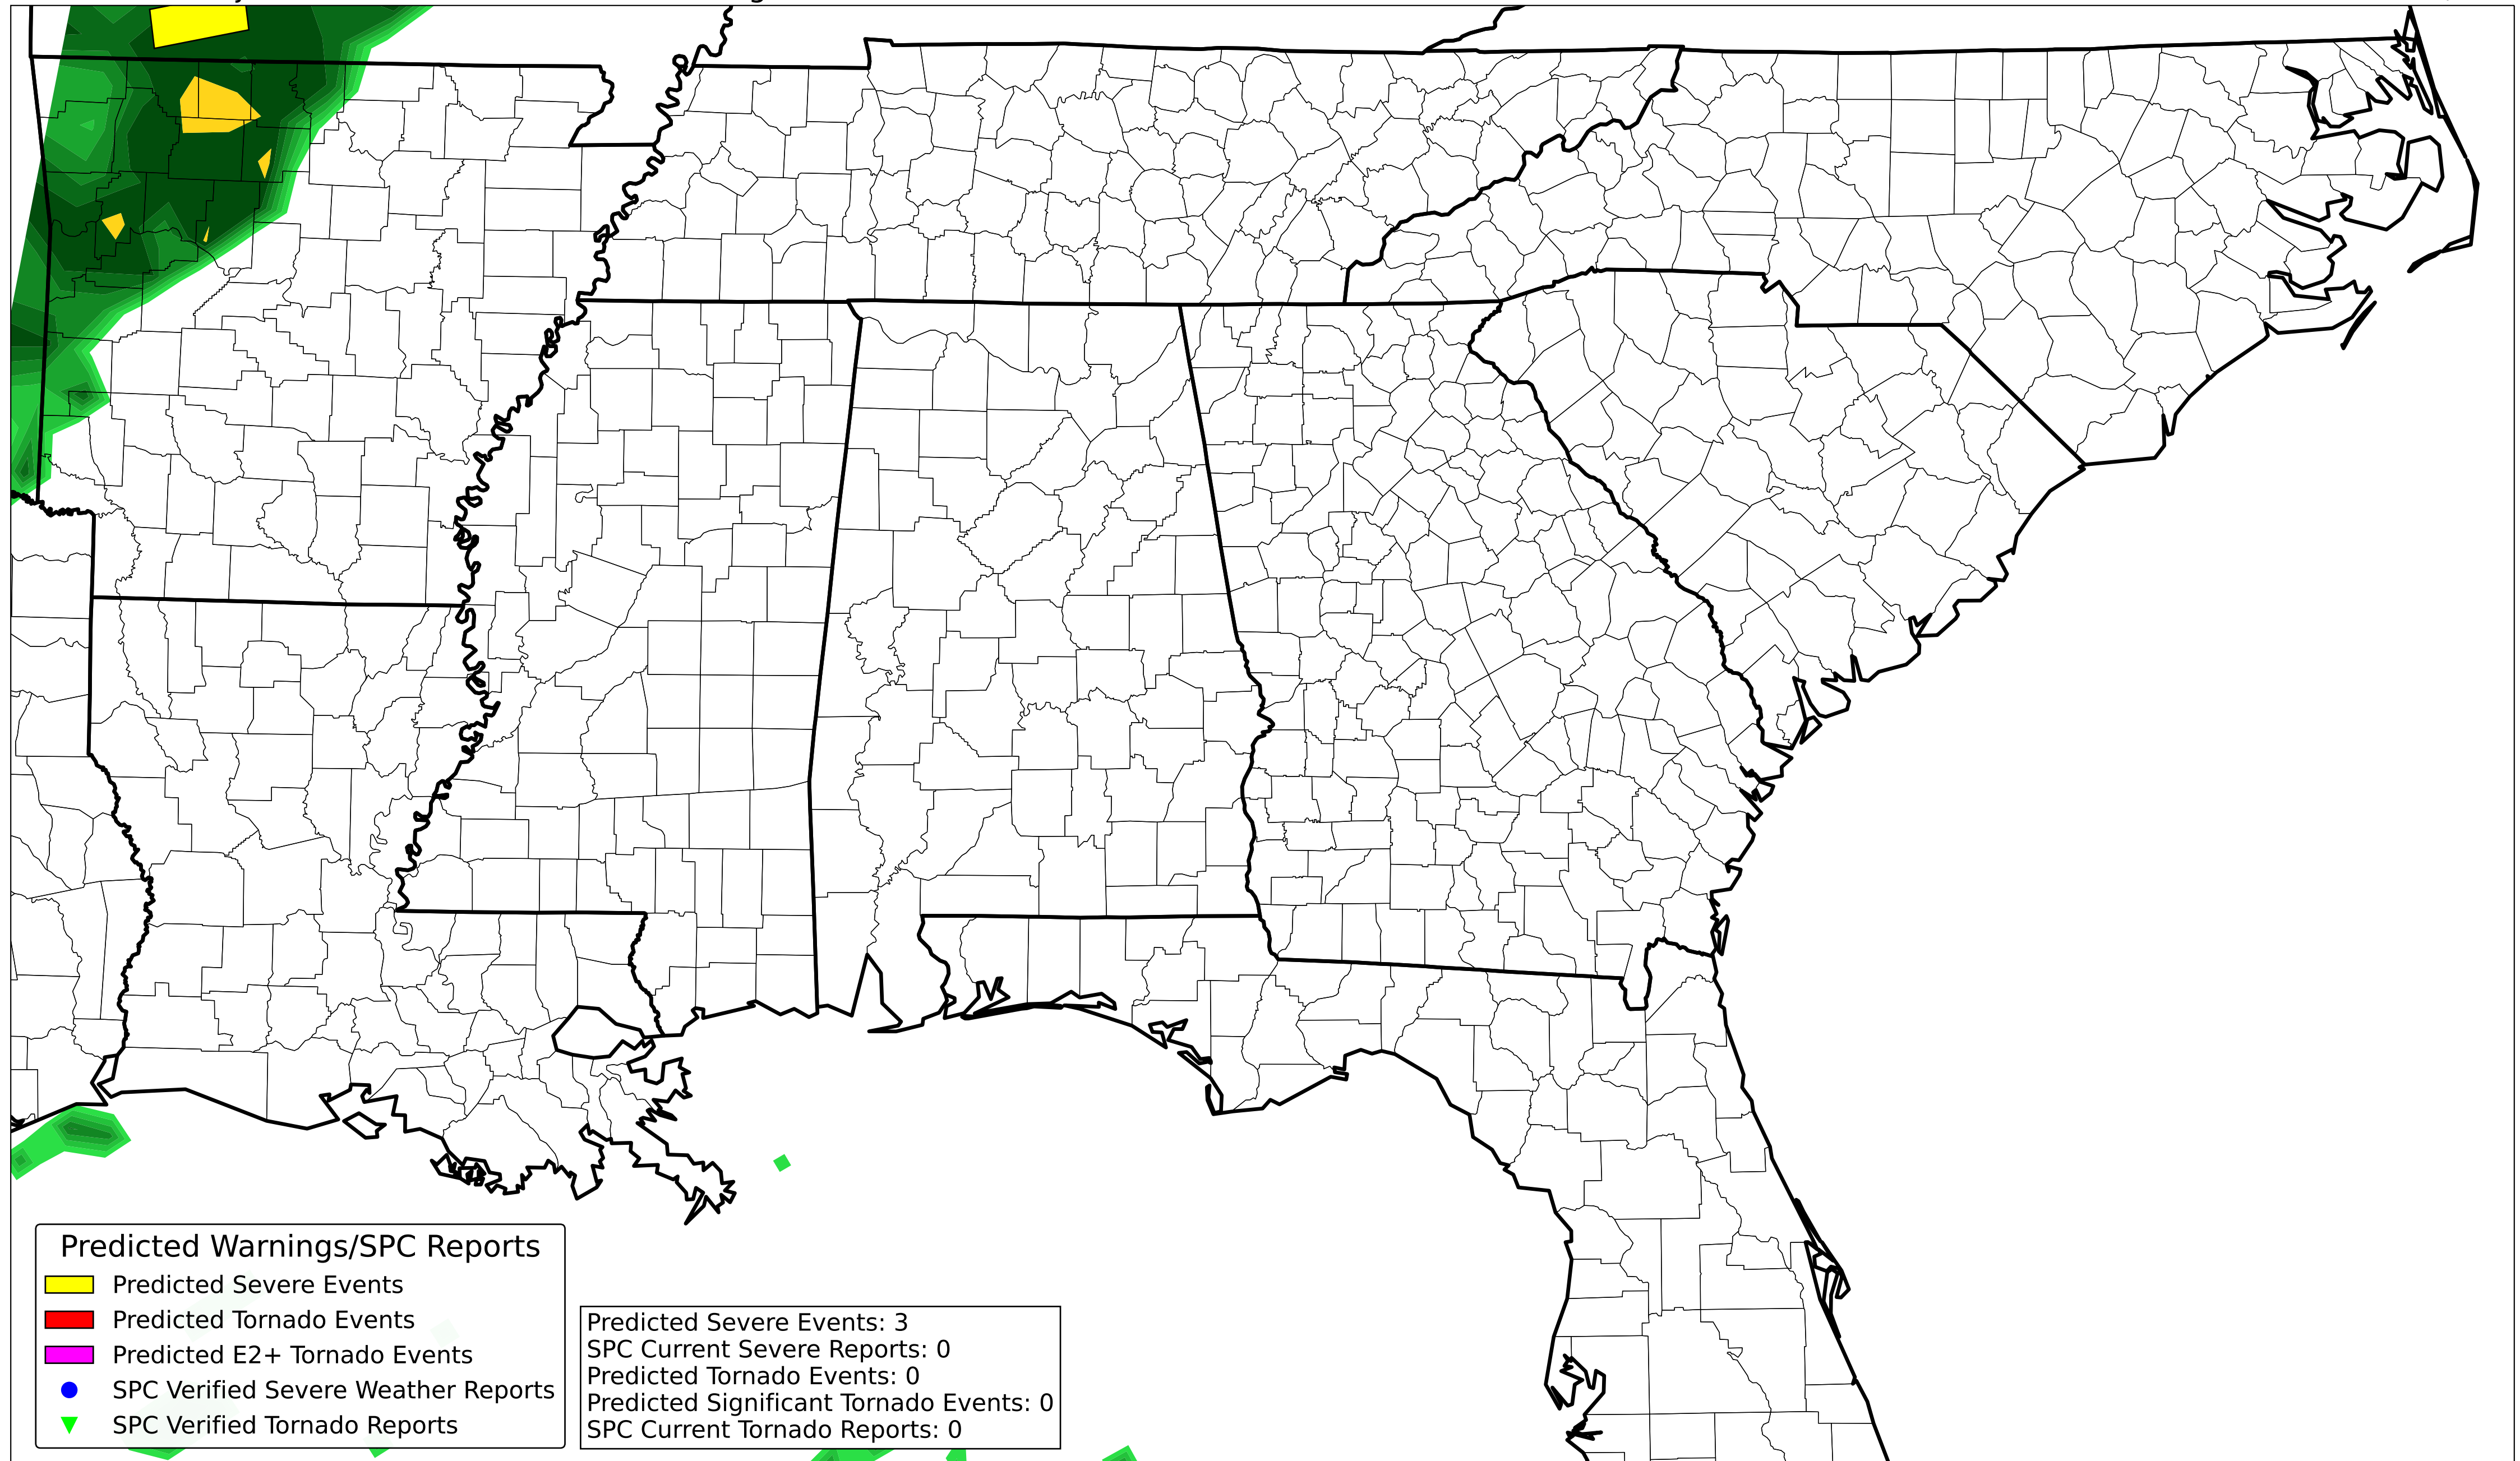 Predicted Warnings/SPC Reports
Predicted Severe Events
Predicted Tornado Events
Predicted E2+ Tornado Events
SPC Verified Severe Weather Reports
SPC Verified Tornado Reports
Predicted Severe Events: 3
SPC Current Severe Reports: 0
Predicted Tornado Events: 0
Predicted Significant Tornado Events: 0
SPC Current Tornado Reports: 0